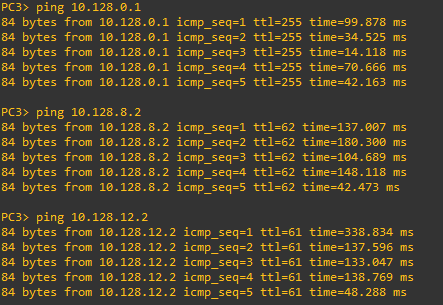 PC3> ping 10.128.0.1
84 bytes from 10.128.0.1 icmp_seq=1 ttl=255 time=99.878 ms
84 bytes from 10.128.0.1 icmp_seq=2 ttl=255 time=34.525 ms
84 bytes from 10.128.0.1 icmp_seq=3 ttl=255 time=14.118 ms
84 bytes from 10.128.0.1 icmp_seq=4 ttl=255 time=70.666 ms
84 bytes from 10.128.0.1 icmp_seq=5 ttl=255 time=42.163 ms
PC3> ping 10.128.8.2
84 bytes from 10.128.8.2 icmp_seq=1 ttl=62 time=137.007 ms
84 bytes from 10.128.8.2 icmp_seq=2 ttl=62 time=180.300 ms
84 bytes from 10.128.8.2 icmp_seq=3 ttl=62 time=104.689 ms
84 bytes from 10.128.8.2 icmp_seq=4 ttl=62 time=148.118 ms
84 bytes from 10.128.8.2 icmp_seq=5 ttl=62 time=42.473 ms
PC3> ping 10.128.12.2
84 bytes from 10.128.12.2 icmp_seq=1 ttl=61 time=338.834 ms
84 bytes from 10.128.12.2 icmp_seq=2 ttl=61 time=137.596 ms
84 bytes from 10.128.12.2 icmp_seq=3 ttl=61 time=133.047 ms
84 bytes from 10.128.12.2 icmp_seq=4 ttl=61 time=138.769 ms
84 bytes from 10.128.12.2 icmp_seq=5 ttl=61 time=48.288 ms